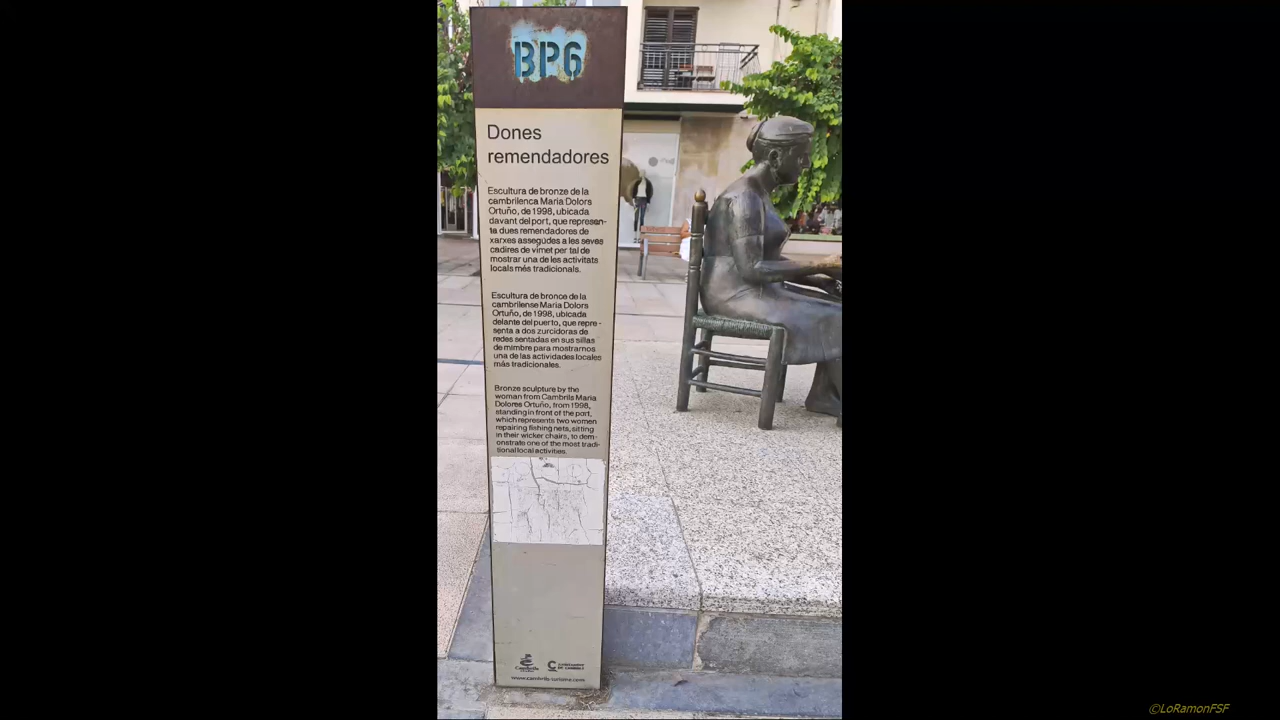 BP6
Dones
remendadores
Escultura de bronze de la
cambrilenca Maria Dolors
Ortuño, de 1998, ubicada
davant del port, que represen-
ta dues remendadores de
xarxes assegudes a les seves
cadires de vímet per tal de
mostrar una de les activitats
locals més tradicionals.
Escultura de bronce de la
cambrilense Maria Dolors
Ortuño, de 1998, ubicada
delante del puerto, que repre-
senta a dos zurcidoras de
redes sentadas en sus sillas
de mimbre para mostrarnos
una de las actividades locales
más tradicionales.
Bronze sculpture by the
woman from Cambrils Maria
Dolores Ortuño, from 1998,
standing in front of the port,
which represents two women
repairing fishing nets, sitting
in their wicker chairs, to dem-
onstrate one of the most tradi-
tional local activities.
Cambrils
www.cambrils-turisme.com
©LoRamonFSF